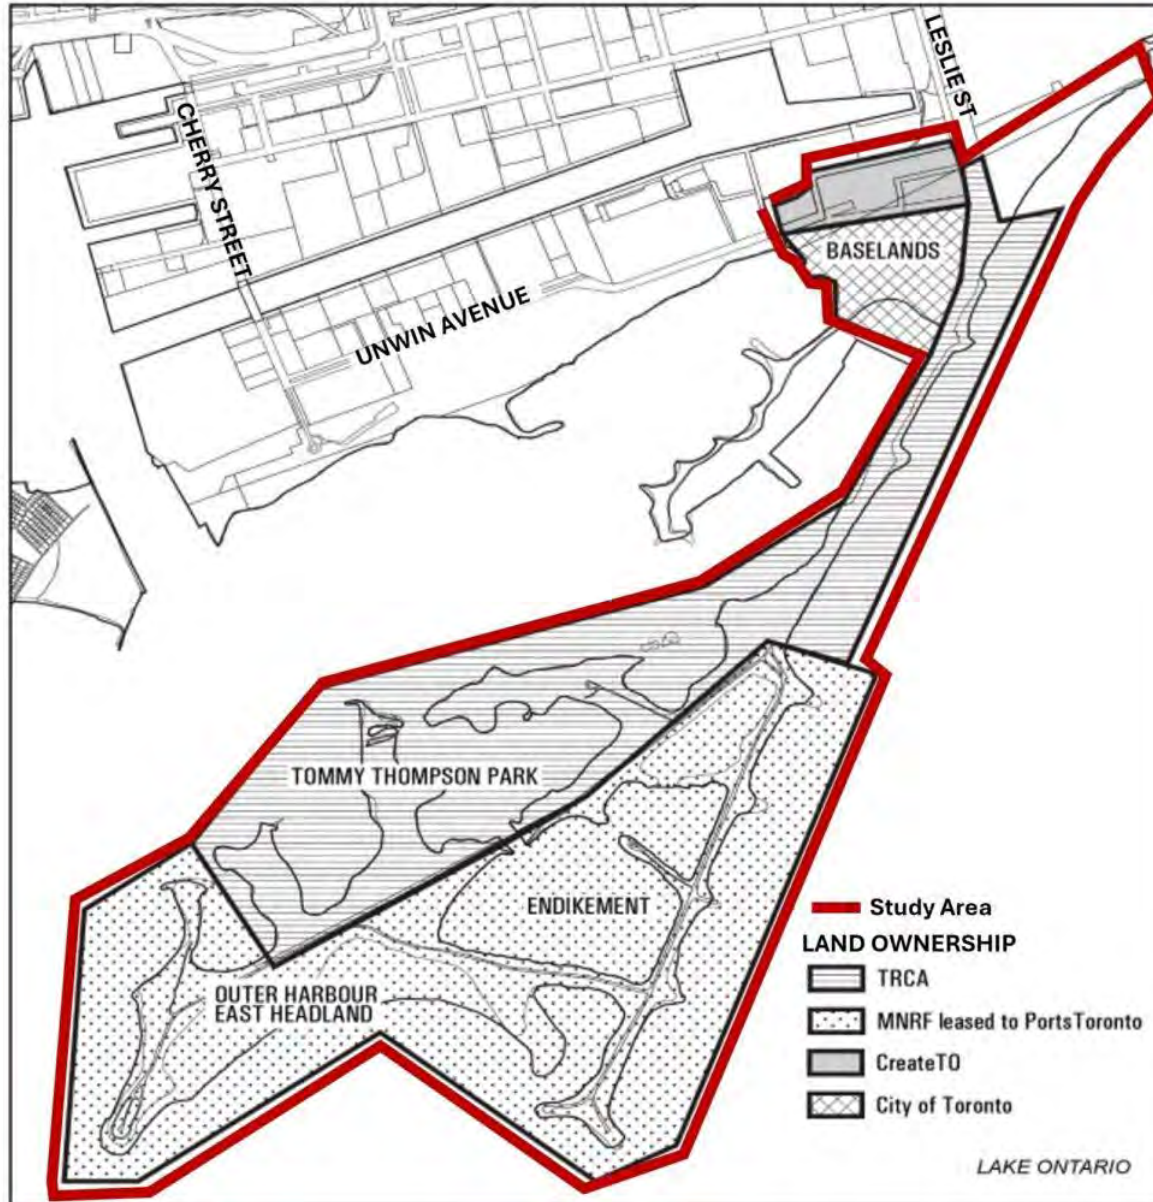 LESLIE ST
CHERRY STREET
BASELANDS
UNWIN AVENUE
TOMMY THOMPSON PARK
ENDIKEMENT
OUTER HARBOUR
EAST HEADLAND
Study Area
LAND OWNERSHIP
TRCA
MNRF leased to PortsToronto
CreateTO
City of Toronto
LAKE ONTARIO